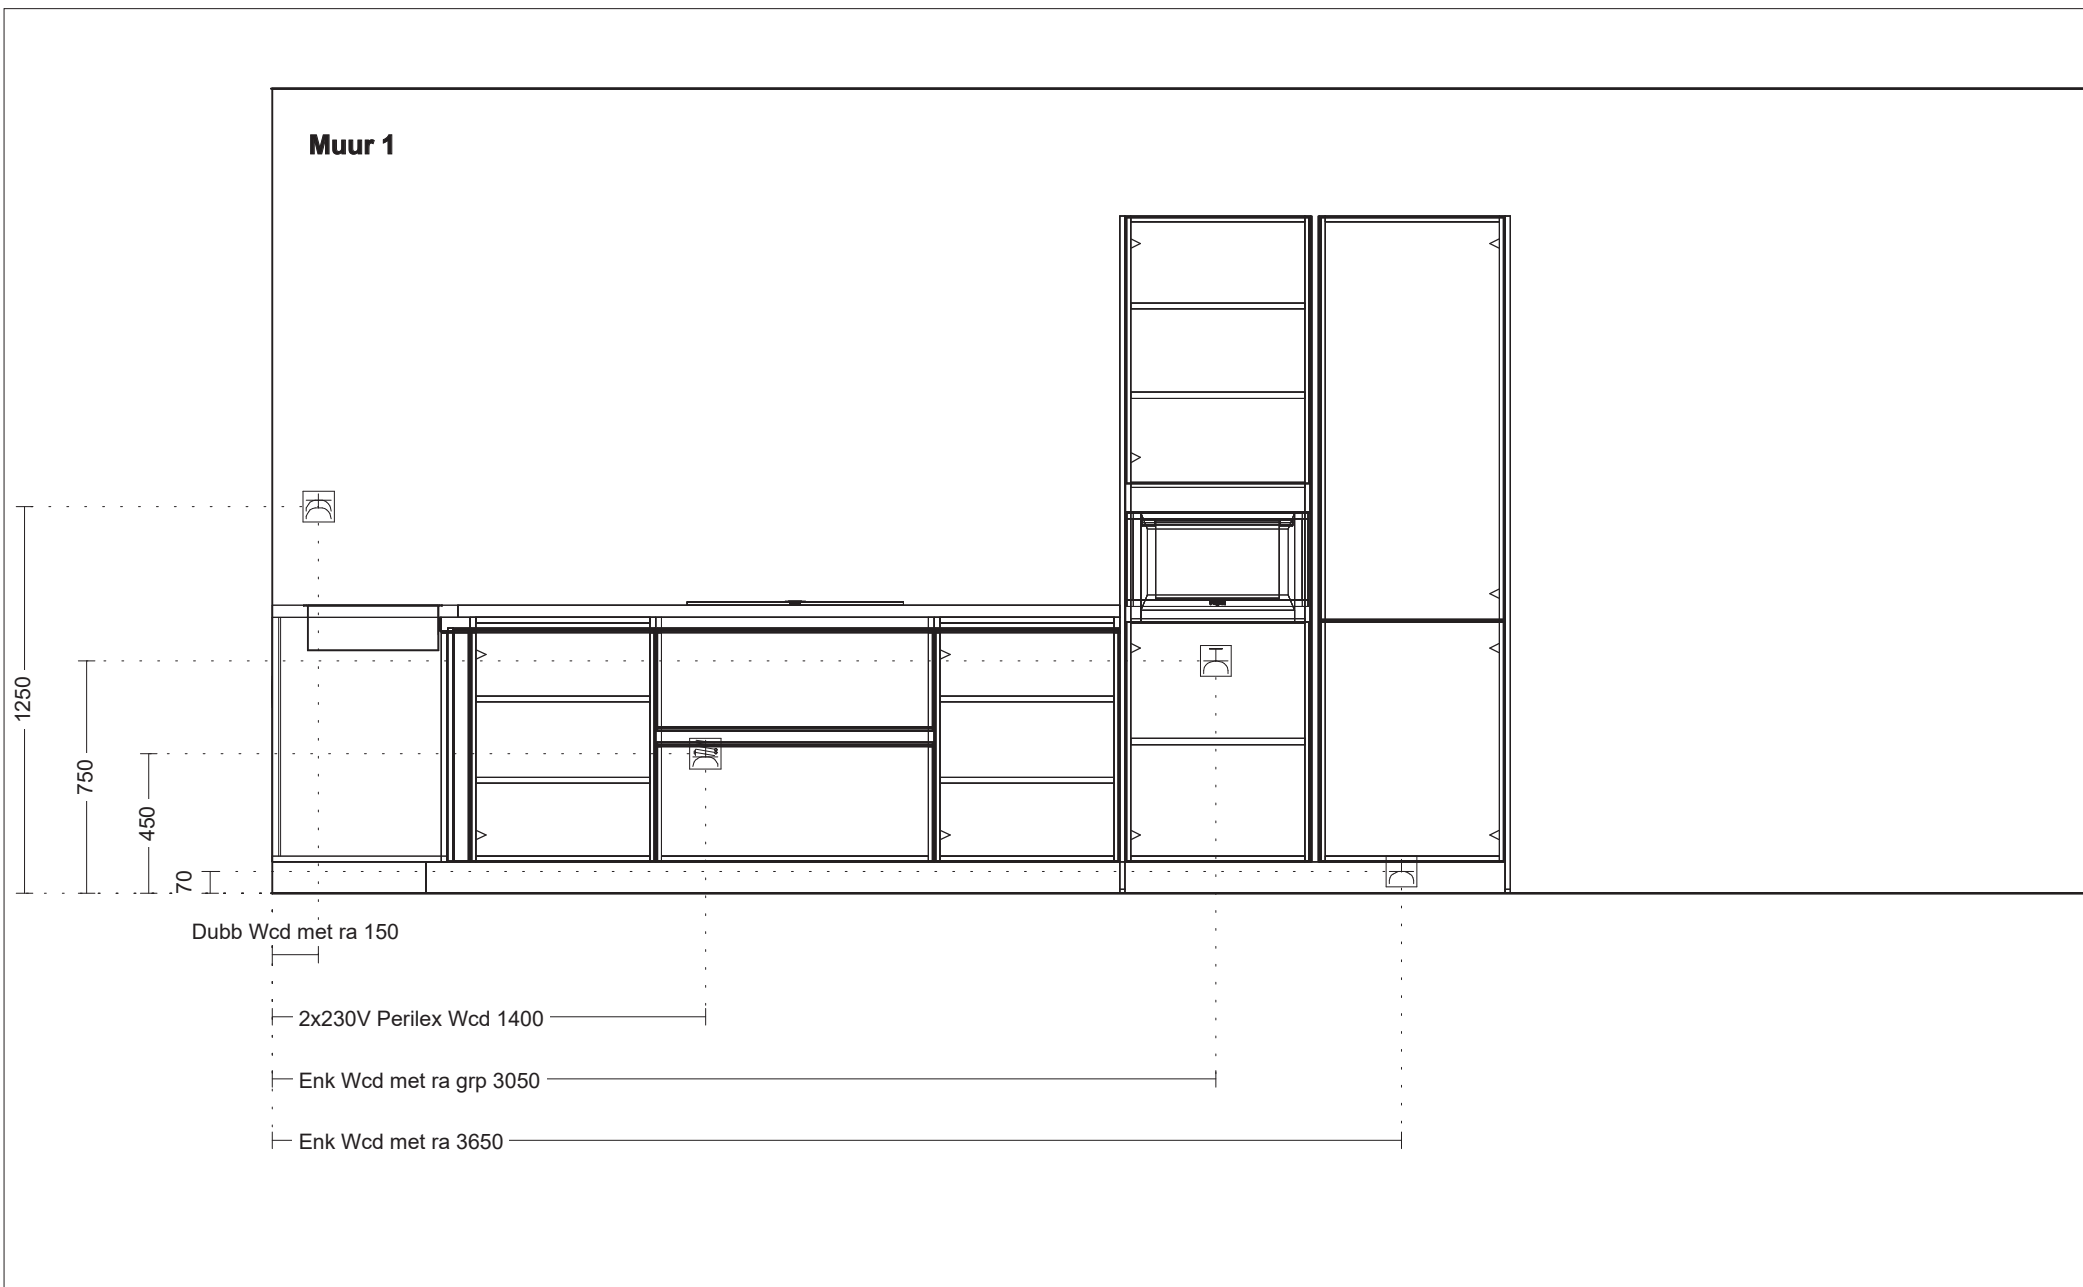 Muur 1
1250
750
450
70
Dubb Wcd met ra 150
2x230V Perilex Wcd 1400
Enk Wcd met ra grp 3050
Enk Wcd met ra 3650